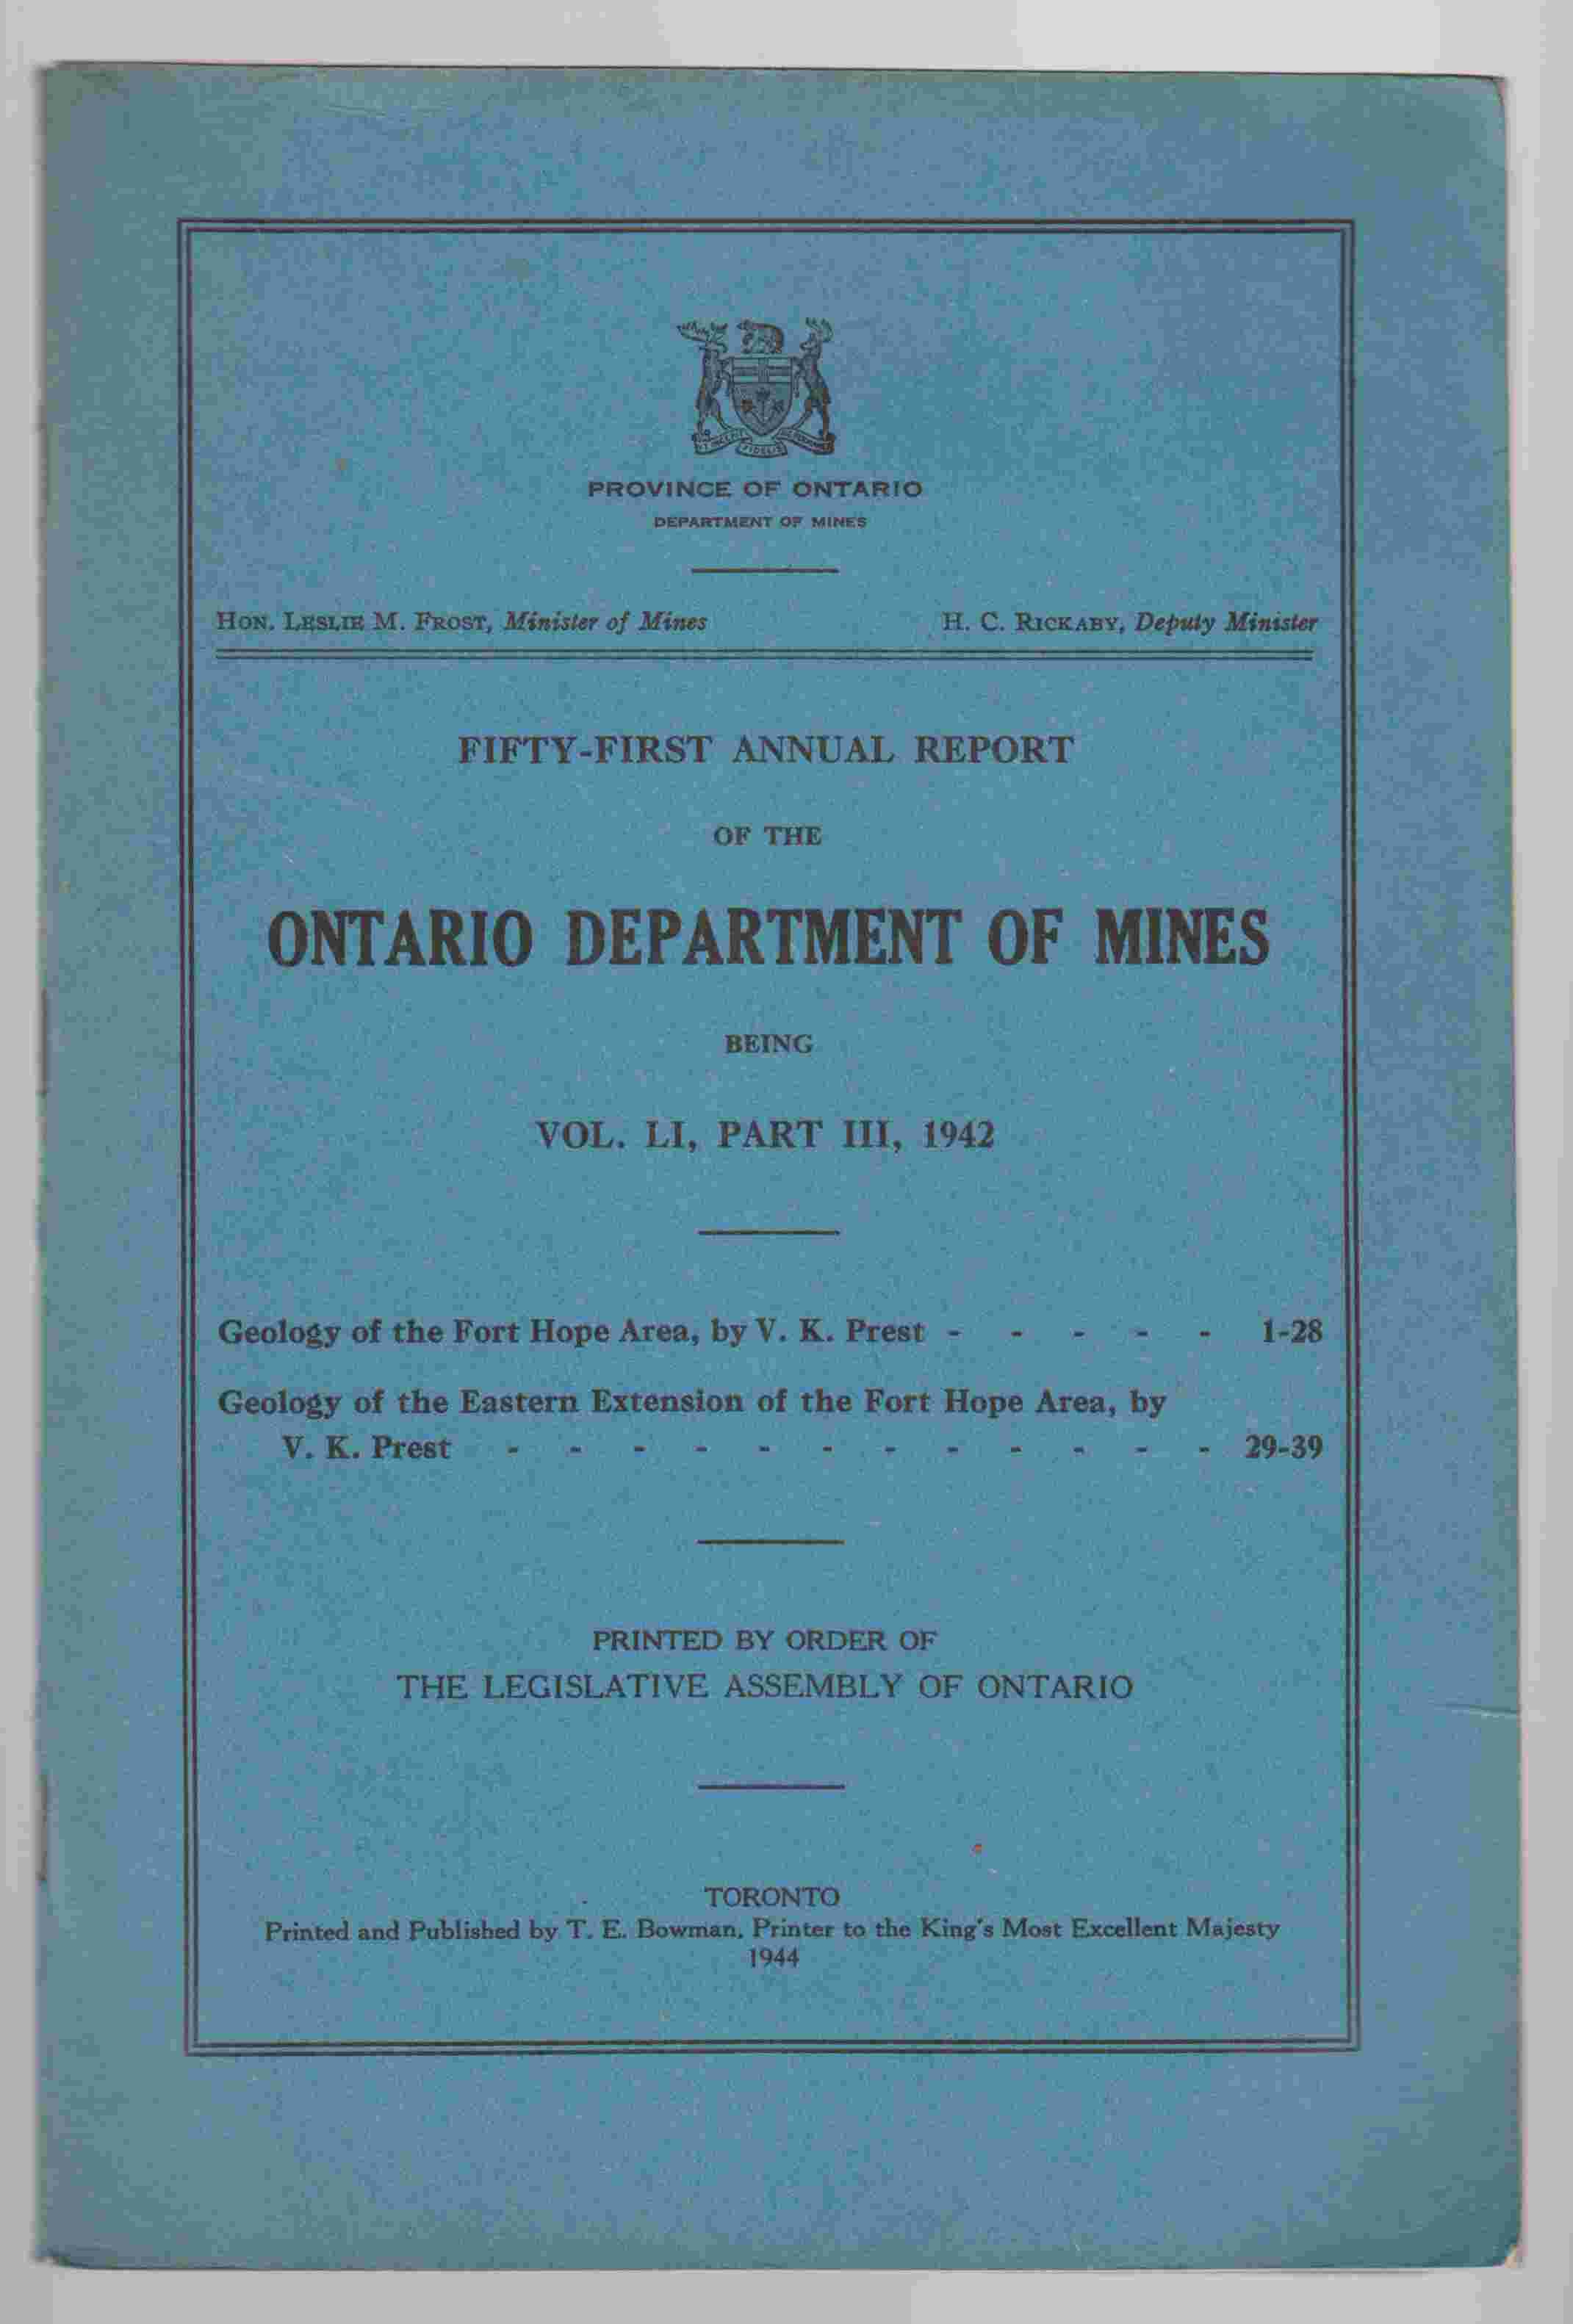 PROVINCE OF ONTARIO
DEPARTMENT OF MINES
HON. LESLIE M. FROST, Minister of Mines H. C. RICKABY, Deputy Minister
FIFTY-FIRST ANNUAL REPORT
OF THE
ONTARIO DEPARTMENT OF MINES
BEING
VOL. LI, PART III, 1942
Geology of the Fort Hope Area, by V. K. Prest - - - - - 1-28
Geology of the Eastern Extension of the Fort Hope Area, by
V. K. Prest - - - - - - - - - - - - 29-39
PRINTED BY ORDER OF
THE LEGISLATIVE ASSEMBLY OF ONTARIO
TORONTO
Printed and Published by T. E. Bowman, Printer to the King's Most Excellent Majesty
1944